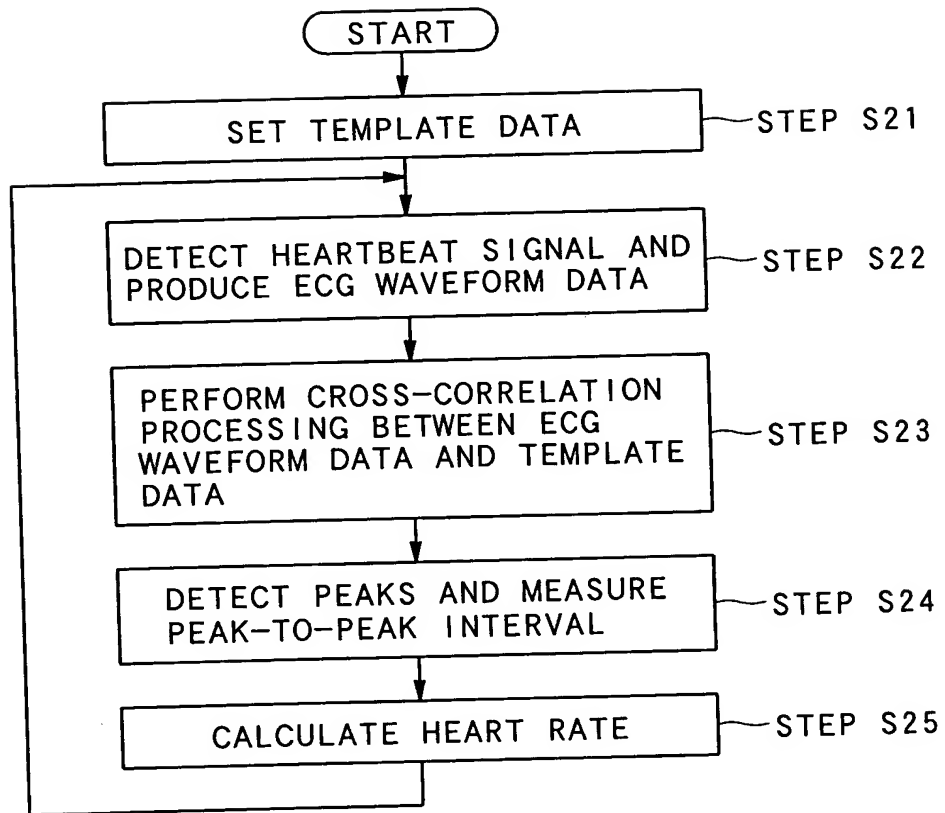 START
SET TEMPLATE DATA
STEP S21
DETECT HEARTBEAT SIGNAL AND
PRODUCE ECG WAVEFORM DATA
STEP S22
PERFORM CROSS-CORRELATION
PROCESSING BETWEEN ECG
WAVEFORM DATA AND TEMPLATE
DATA
STEP S23
DETECT PEAKS AND MEASURE
PEAK-TO-PEAK INTERVAL
STEP S24
CALCULATE HEART RATE
STEP S25